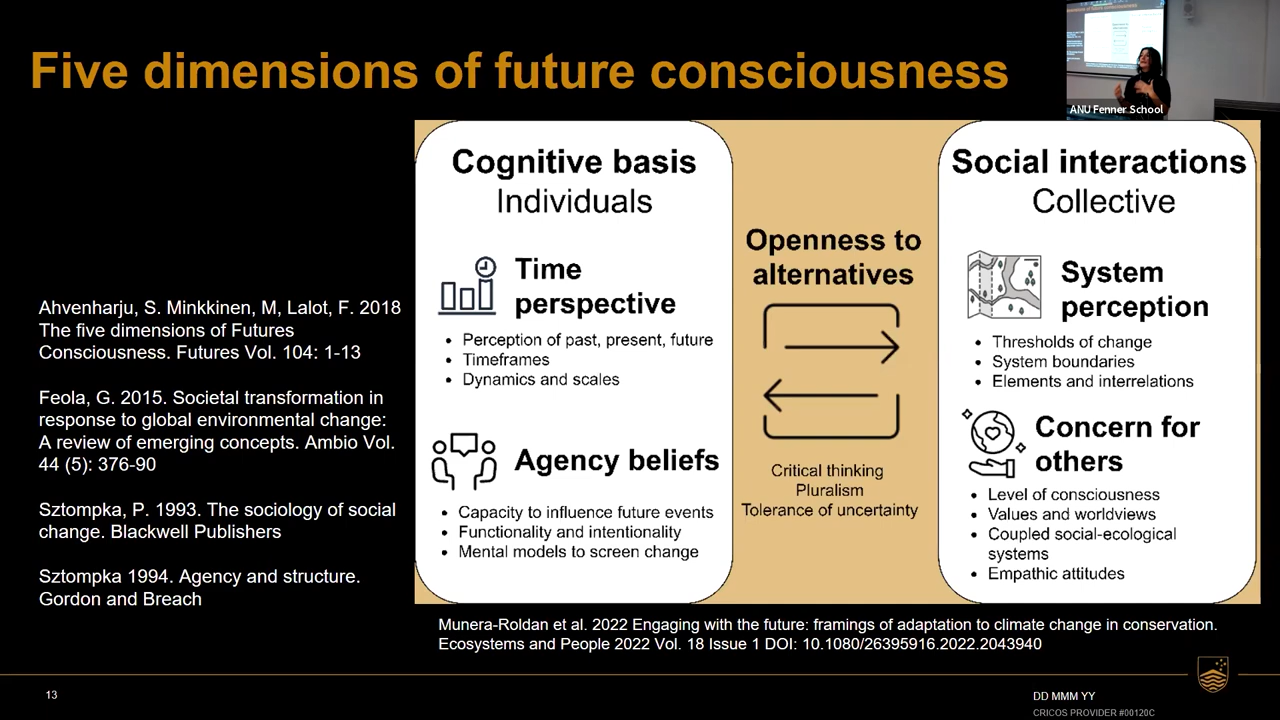 Five dimensions of future consciousness
ANU Fenner School
Ahvenharju, S. Minkkinen, M, Lalot, F. 2018
The five dimensions of Futures
Consciousness. Futures Vol. 104: 1-13
Feola, G. 2015. Societal transformation in
response to global environmental change:
A review of emerging concepts. Ambio Vol.
44 (5): 376-90
Sztompka, P. 1993. The sociology of social
change. Blackwell Publishers
Sztompka 1994. Agency and structure.
Gordon and Breach
Cognitive basis
Individuals
Time
perspective
• Perception of past, present, future
• Timeframes
• Dynamics and scales
Agency beliefs
• Capacity to influence future events
• Functionality and intentionality
• Mental models to screen change
Openness to
alternatives
Critical thinking
Pluralism
Tolerance of uncertainty
Social interactions
Collective
System
perception
• Thresholds of change
• System boundaries
• Elements and interrelations
Concern for
others
• Level of consciousness
• Values and worldviews
• Coupled social-ecological
systems
• Empathic attitudes
Munera-Roldan et al. 2022 Engaging with the future: framings of adaptation to climate change in conservation.
Ecosystems and People 2022 Vol. 18 Issue 1 DOI: 10.1080/26395916.2022.2043940
13
DD MMM YY
CRICOS PROVIDER #00120C